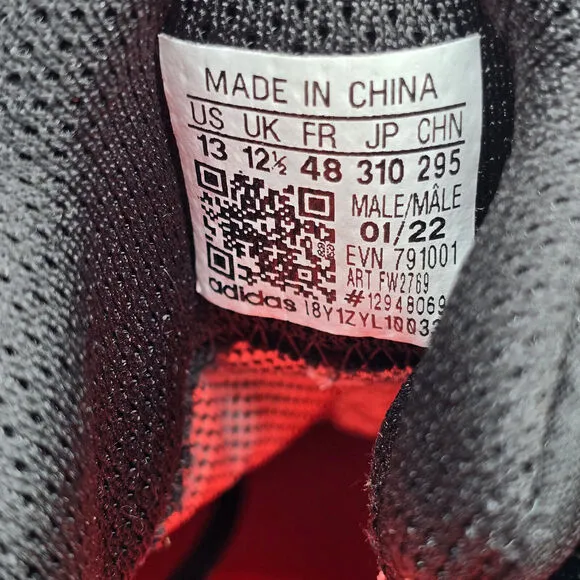 MADE IN CHINA
US UK FR JP CHN
13 12½ 48 310 295
MALE/MÂLE
01/22
EVN 791001
ART FW2769
#12948069
adidas 18Y1ZYL1003